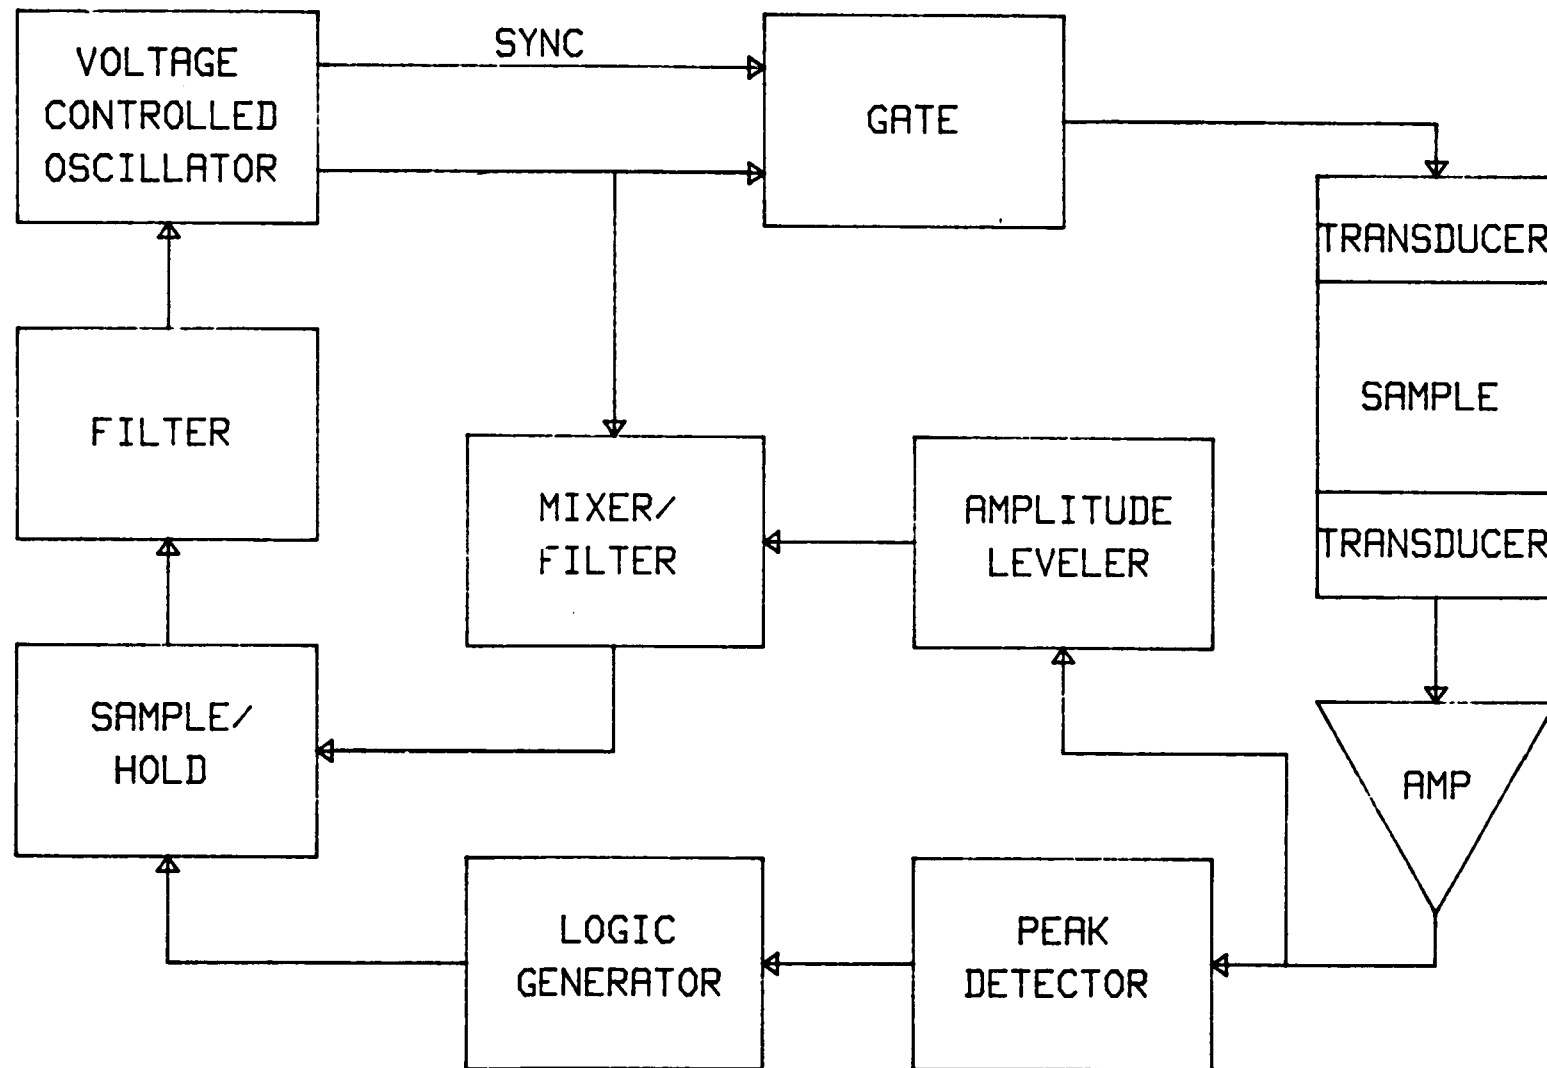 VOLTAGE
CONTROLLED
OSCILLATOR
SYNC
GATE
TRANSDUCER
SAMPLE
TRANSDUCER
FILTER
MIXER/
FILTER
AMPLITUDE
LEVELER
SAMPLE/
HOLD
AMP
LOGIC
GENERATOR
PEAK
DETECTOR